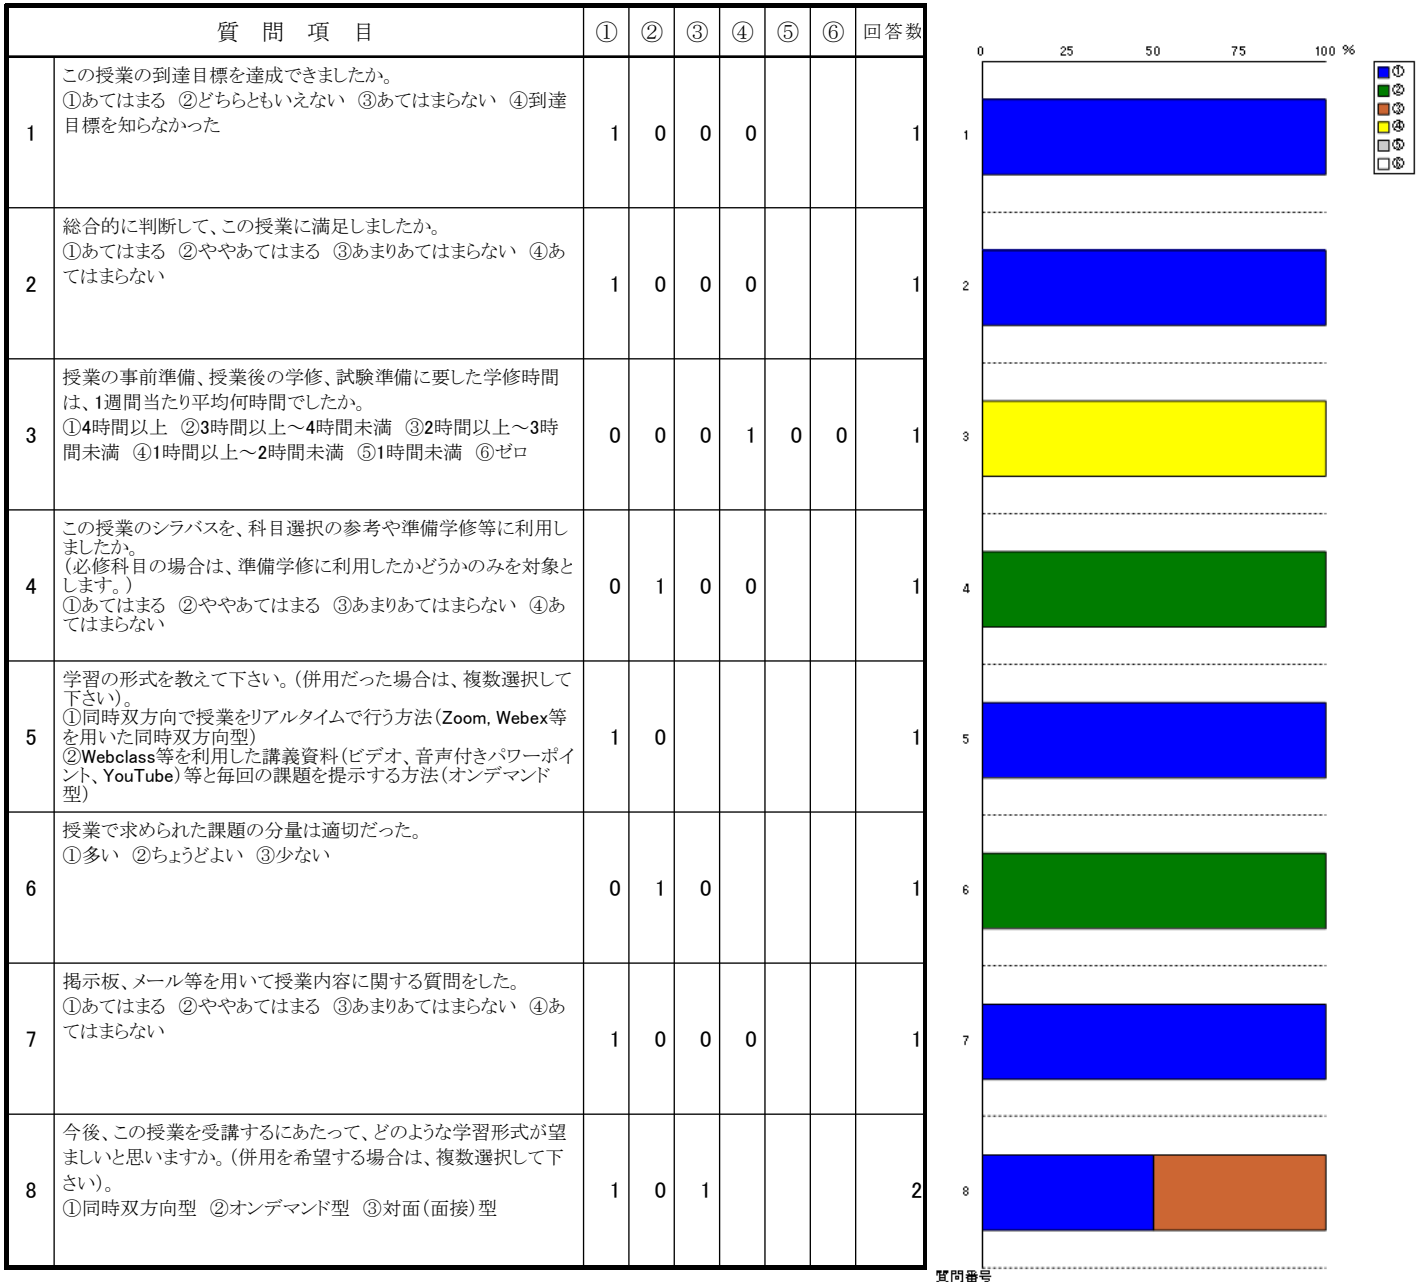 質 問 項 目 ① ② ③ ④ ⑤ ⑥ 回答数
1
この授業の到達目標を達成できましたか。
①あてはまる ②どちらともいえない ③あてはまらない ④到達
目標を知らなかった
1 0 0 0 1
2
総合的に判断して、この授業に満足しましたか。
①あてはまる ②ややあてはまる ③あまりあてはまらない ④あ
てはまらない
1 0 0 0 1
3
授業の事前準備、授業後の学修、試験準備に要した学修時間
は、1週間当たり平均何時間でしたか。
①4時間以上 ②3時間以上～4時間未満 ③2時間以上～3時
間未満 ④1時間以上～2時間未満 ⑤1時間未満 ⑥ゼロ
0 0 0 1 0 0 1
4
この授業のシラバスを、科目選択の参考や準備学修等に利用し
ましたか。
(必修科目の場合は、準備学修に利用したかどうかのみを対象と
します。)
①あてはまる ②ややあてはまる ③あまりあてはまらない ④あ
てはまらない
0 1 0 0 1
5
学習の形式を教えて下さい。(併用だった場合は、複数選択して
下さい)。
①同時双方向で授業をリアルタイムで行う方法(Zoom, Webex等
を用いた同時双方向型)
②Webclass等を利用した講義資料(ビデオ、音声付きパワーポイ
ント、YouTube)等と毎回の課題を提示する方法(オンデマンド
型)
1 0 1
6
授業で求められた課題の分量は適切だった。
①多い ②ちょうどよい ③少ない
0 1 0 1
7
掲示板、メール等を用いて授業内容に関する質問をした。
①あてはまる ②ややあてはまる ③あまりあてはまらない ④あ
てはまらない
1 0 0 0 1
8
今後、この授業を受講するにあたって、どのような学習形式が望
ましいと思いますか。(併用を希望する場合は、複数選択して下
さい)。
①同時双方向型 ②オンデマンド型 ③対面(面接)型
1 0 1 2
0 25 50 75 100 %
1
2
3
4
5
6
7
8
質問番号
①
②
③
④
⑤
⑥